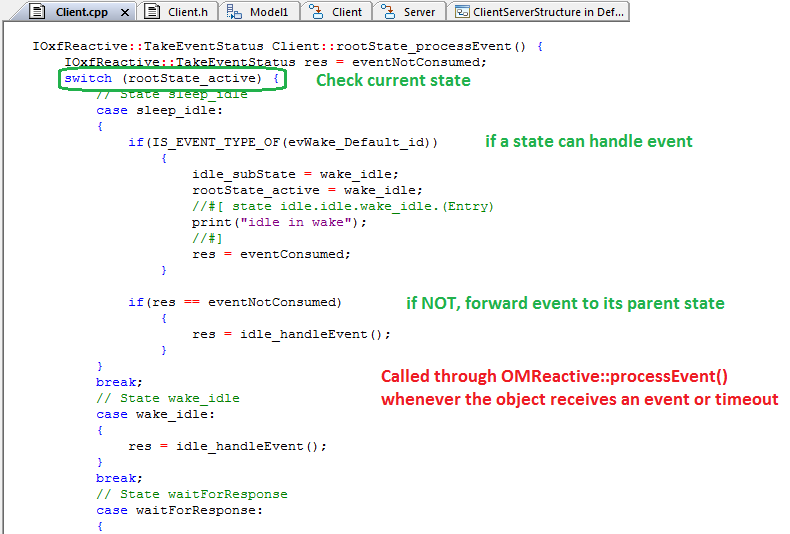 Client.cpp × Client.h Model1 Client Server ClientServerStructure in Def...
IOxfReactive::TakeEventStatus Client::rootState_processEvent() {
IOxfReactive::TakeEventStatus res = eventNotConsumed;
switch (rootState_active) { Check current state
// State sleep_idle
case sleep_idle:
{
if(IS_EVENT_TYPE_OF(evWake_Default_id)) if a state can handle event
{
idle_subState = wake_idle;
rootState_active = wake_idle;
//#[ state idle.idle.wake_idle.(Entry)
print("idle in wake");
//#]
res = eventConsumed;
}
if(res == eventNotConsumed) if NOT, forward event to its parent state
{
res = idle_handleEvent();
}
}
break;
Called through OMReactive::processEvent()
whenever the object receives an event or timeout
// State wake_idle
case wake_idle:
{
res = idle_handleEvent();
}
break;
// State waitForResponse
case waitForResponse:
{